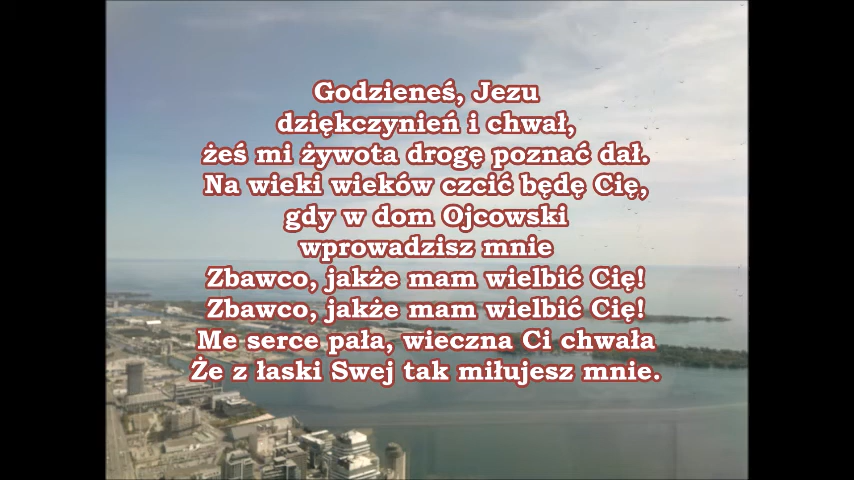 Godzieneś, Jezu
dziękczynień i chwał,
żeś mi żywota drogę poznać dał.
Na wieki wieków czcić będę Cię,
gdy w dom Ojcowski
wprowadzisz mnie
Zbawco, jakże mam wielbić Cię!
Zbawco, jakże mam wielbić Cię!
Me serce pała, wieczna Ci chwała
Że z łaski Swej tak miłujesz mnie.